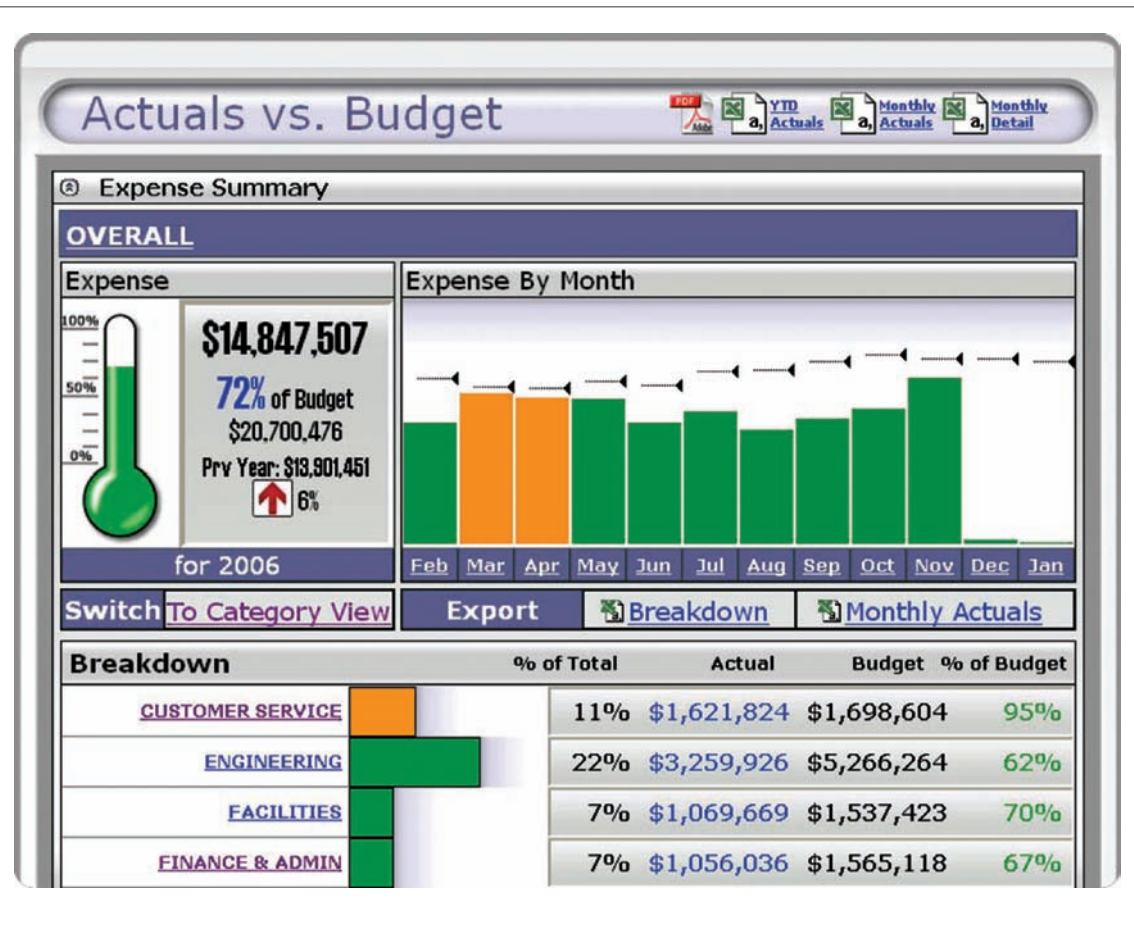 Actuals vs. Budget
PDF
Adobe
a,
YTD
Actuals
a,
Monthly
Actuals
a,
Monthly
Detail
Expense Summary
OVERALL
Expense
100%
50%
0%
$14,847,507
72% of Budget
$20,700,476
Prv Year: $13,901,451
6%
for 2006
Expense By Month
Feb Mar Apr May Jun Jul Aug Sep Oct Nov Dec Jan
Switch To Category View
Export Breakdown Monthly Actuals
Breakdown % of Total Actual Budget % of Budget
CUSTOMER SERVICE 11% $1,621,824 $1,698,604 95%
ENGINEERING 22% $3,259,926 $5,266,264 62%
FACILITIES 7% $1,069,669 $1,537,423 70%
FINANCE & ADMIN 7% $1,056,036 $1,565,118 67%